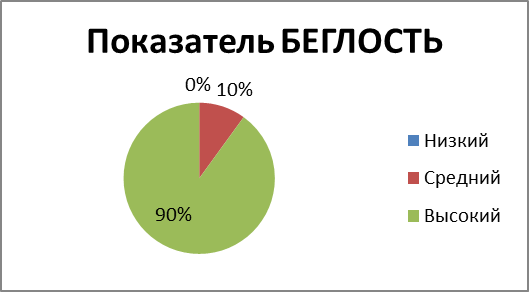 Показатель БЕГЛОСТЬ
0%
10%
90%
Низкий
Средний
Высокий